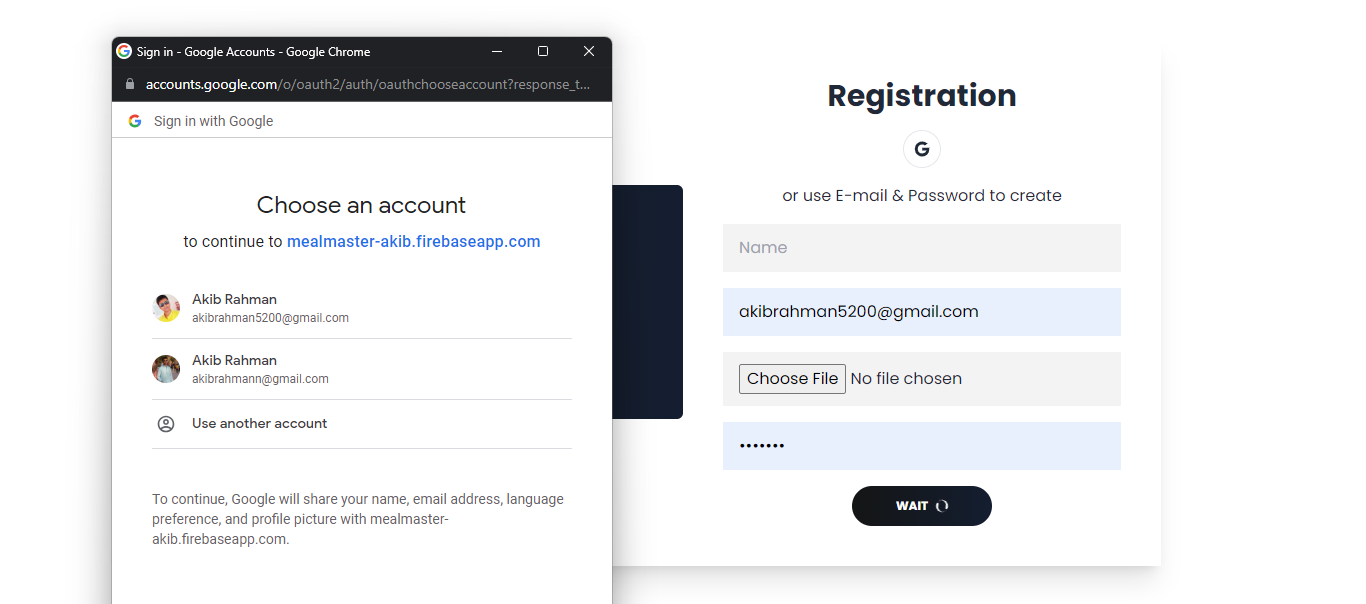 Sign in - Google Accounts - Google Chrome
accounts.google.com/o/oauth2/auth/oauthchooseaccount?response_t...
Sign in with Google
Choose an account
to continue to mealmaster-akib.firebaseapp.com
Akib Rahman
akibrahman5200@gmail.com
Akib Rahman
akibrahmann@gmail.com
Use another account
To continue, Google will share your name, email address, language
preference, and profile picture with mealmaster-
akib.firebaseapp.com.
Registration
G
or use E-mail & Password to create
Name
akibrahman5200@gmail.com
Choose File No file chosen
•••••••
WAIT